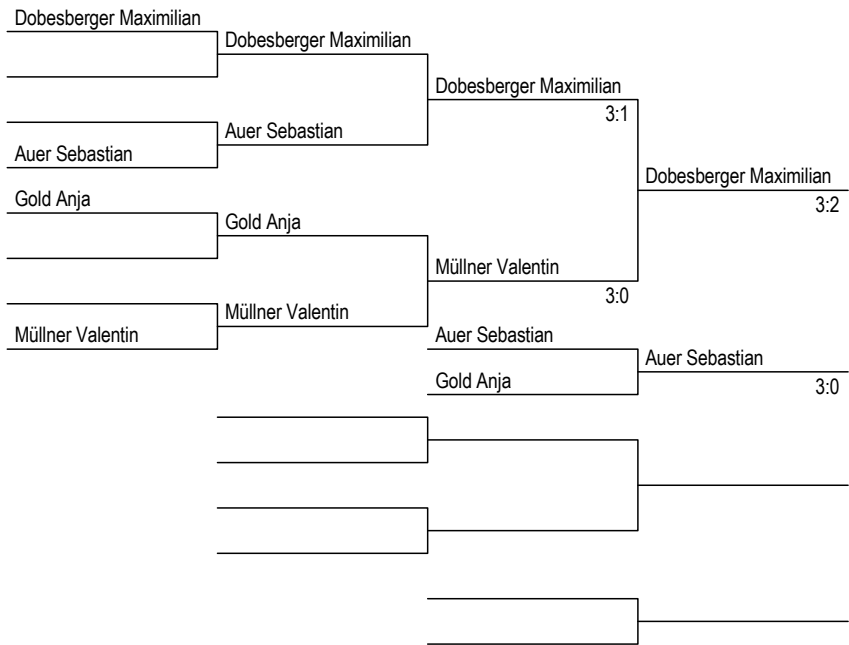 Dobesberger Maximilian
Dobesberger Maximilian
Dobesberger Maximilian
3:1
Auer Sebastian
Auer Sebastian
Dobesberger Maximilian
3:2
Gold Anja
Gold Anja
Müllner Valentin
3:0
Müllner Valentin
Müllner Valentin
Auer Sebastian
Auer Sebastian
3:0
Gold Anja